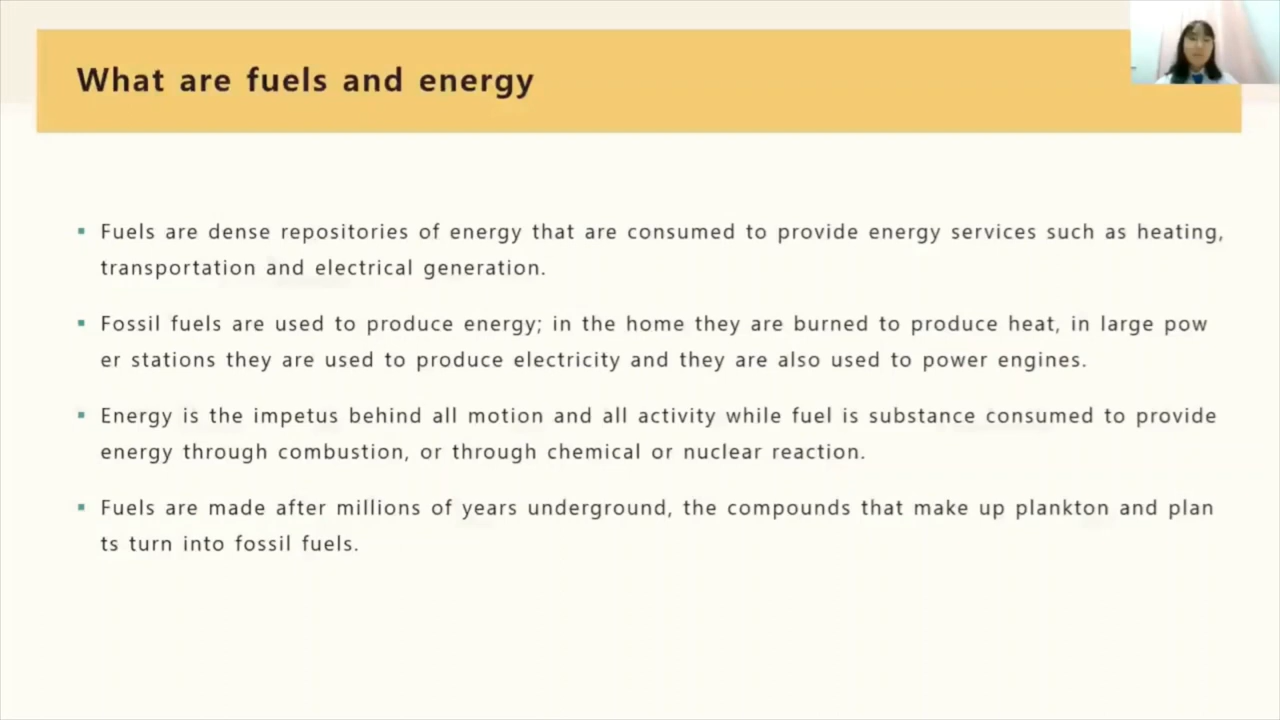 What are fuels and energy
Fuels are dense repositories of energy that are consumed to provide energy services such as heating,
transportation and electrical generation.
Fossil fuels are used to produce energy; in the home they are burned to produce heat, in large pow
er stations they are used to produce electricity and they are also used to power engines.
Energy is the impetus behind all motion and all activity while fuel is substance consumed to provide
energy through combustion, or through chemical or nuclear reaction.
Fuels are made after millions of years underground, the compounds that make up plankton and plan
ts turn into fossil fuels.